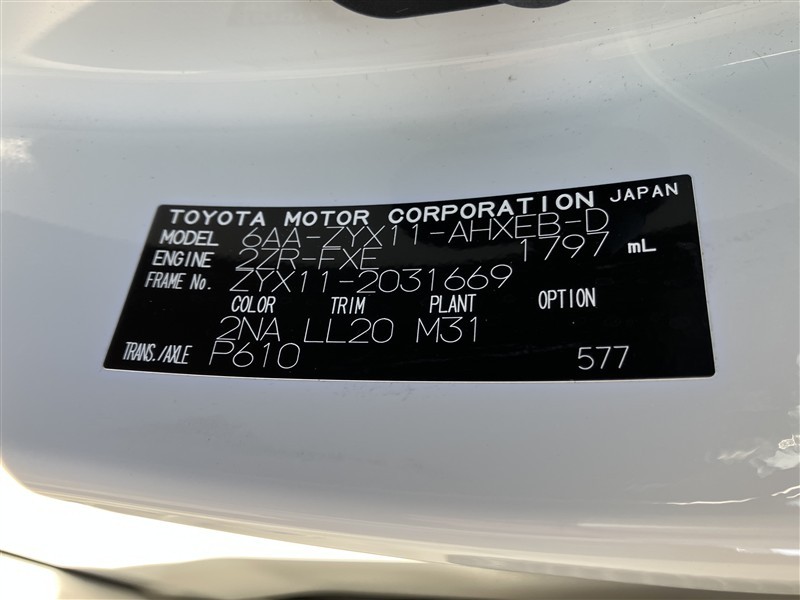 TOYOTA MOTOR CORPORATION JAPAN
MODEL 6AA-ZYX11-AHXEB-D
ENGINE 2ZR-FXE 1797 mL
FRAME No. ZYX11-2031669
COLOR TRIM PLANT OPTION
2NA LL20 M31
TRANS./AXLE P610 577